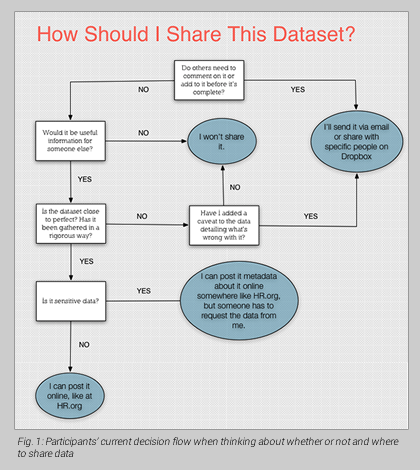 How Should I Share This Dataset?
Do others need to
comment on it or
add to it before it's
complete?
NO
YES
Would it be useful
information for
someone else?
NO
I won't share
it.
I'll send it via email
or share with
specific people on
Dropbox
YES
NO
Is the dataset close
to perfect? Has it
been gathered in a
rigorous way?
NO
Have I added a
caveat to the data
detailing what's
wrong with it?
YES
YES
Is it sensitive data?
YES
I can post it metadata
about it online
somewhere like HR.org,
but someone has to
request the data from
me.
NO
I can post it
online, like at
HR.org
Fig. 1: Participants' current decision flow when thinking about whether or not and where
to share data